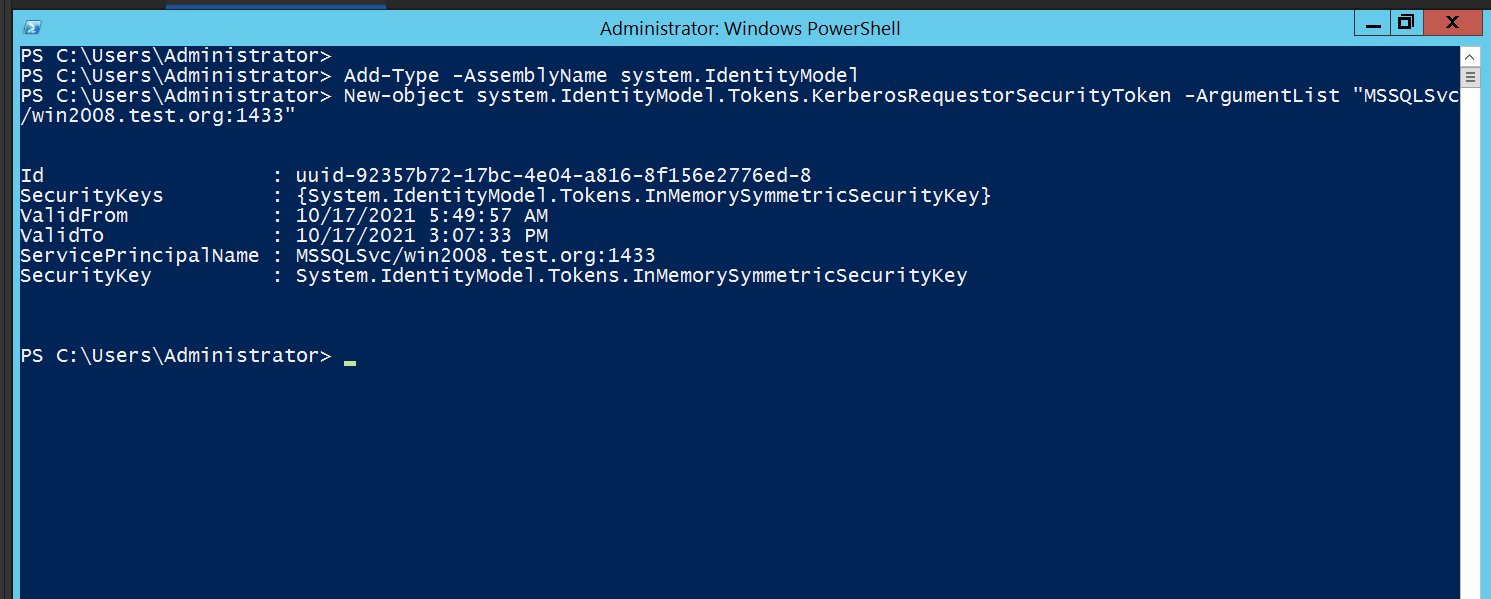 Administrator: Windows PowerShell
PS C:\Users\Administrator>
PS C:\Users\Administrator> Add-Type -AssemblyName system.IdentityModel
PS C:\Users\Administrator> New-object system.IdentityModel.Tokens.KerberosRequestorSecurityToken -ArgumentList "MSSQLSvc
/win2008.test.org:1433"
Id                   : uuid-92357b72-17bc-4e04-a816-8f156e2776ed-8
SecurityKeys         : {System.IdentityModel.Tokens.InMemorySymmetricSecurityKey}
ValidFrom            : 10/17/2021 5:49:57 AM
ValidTo              : 10/17/2021 3:07:33 PM
ServicePrincipalName : MSSQLSvc/win2008.test.org:1433
SecurityKey          : System.IdentityModel.Tokens.InMemorySymmetricSecurityKey
PS C:\Users\Administrator>